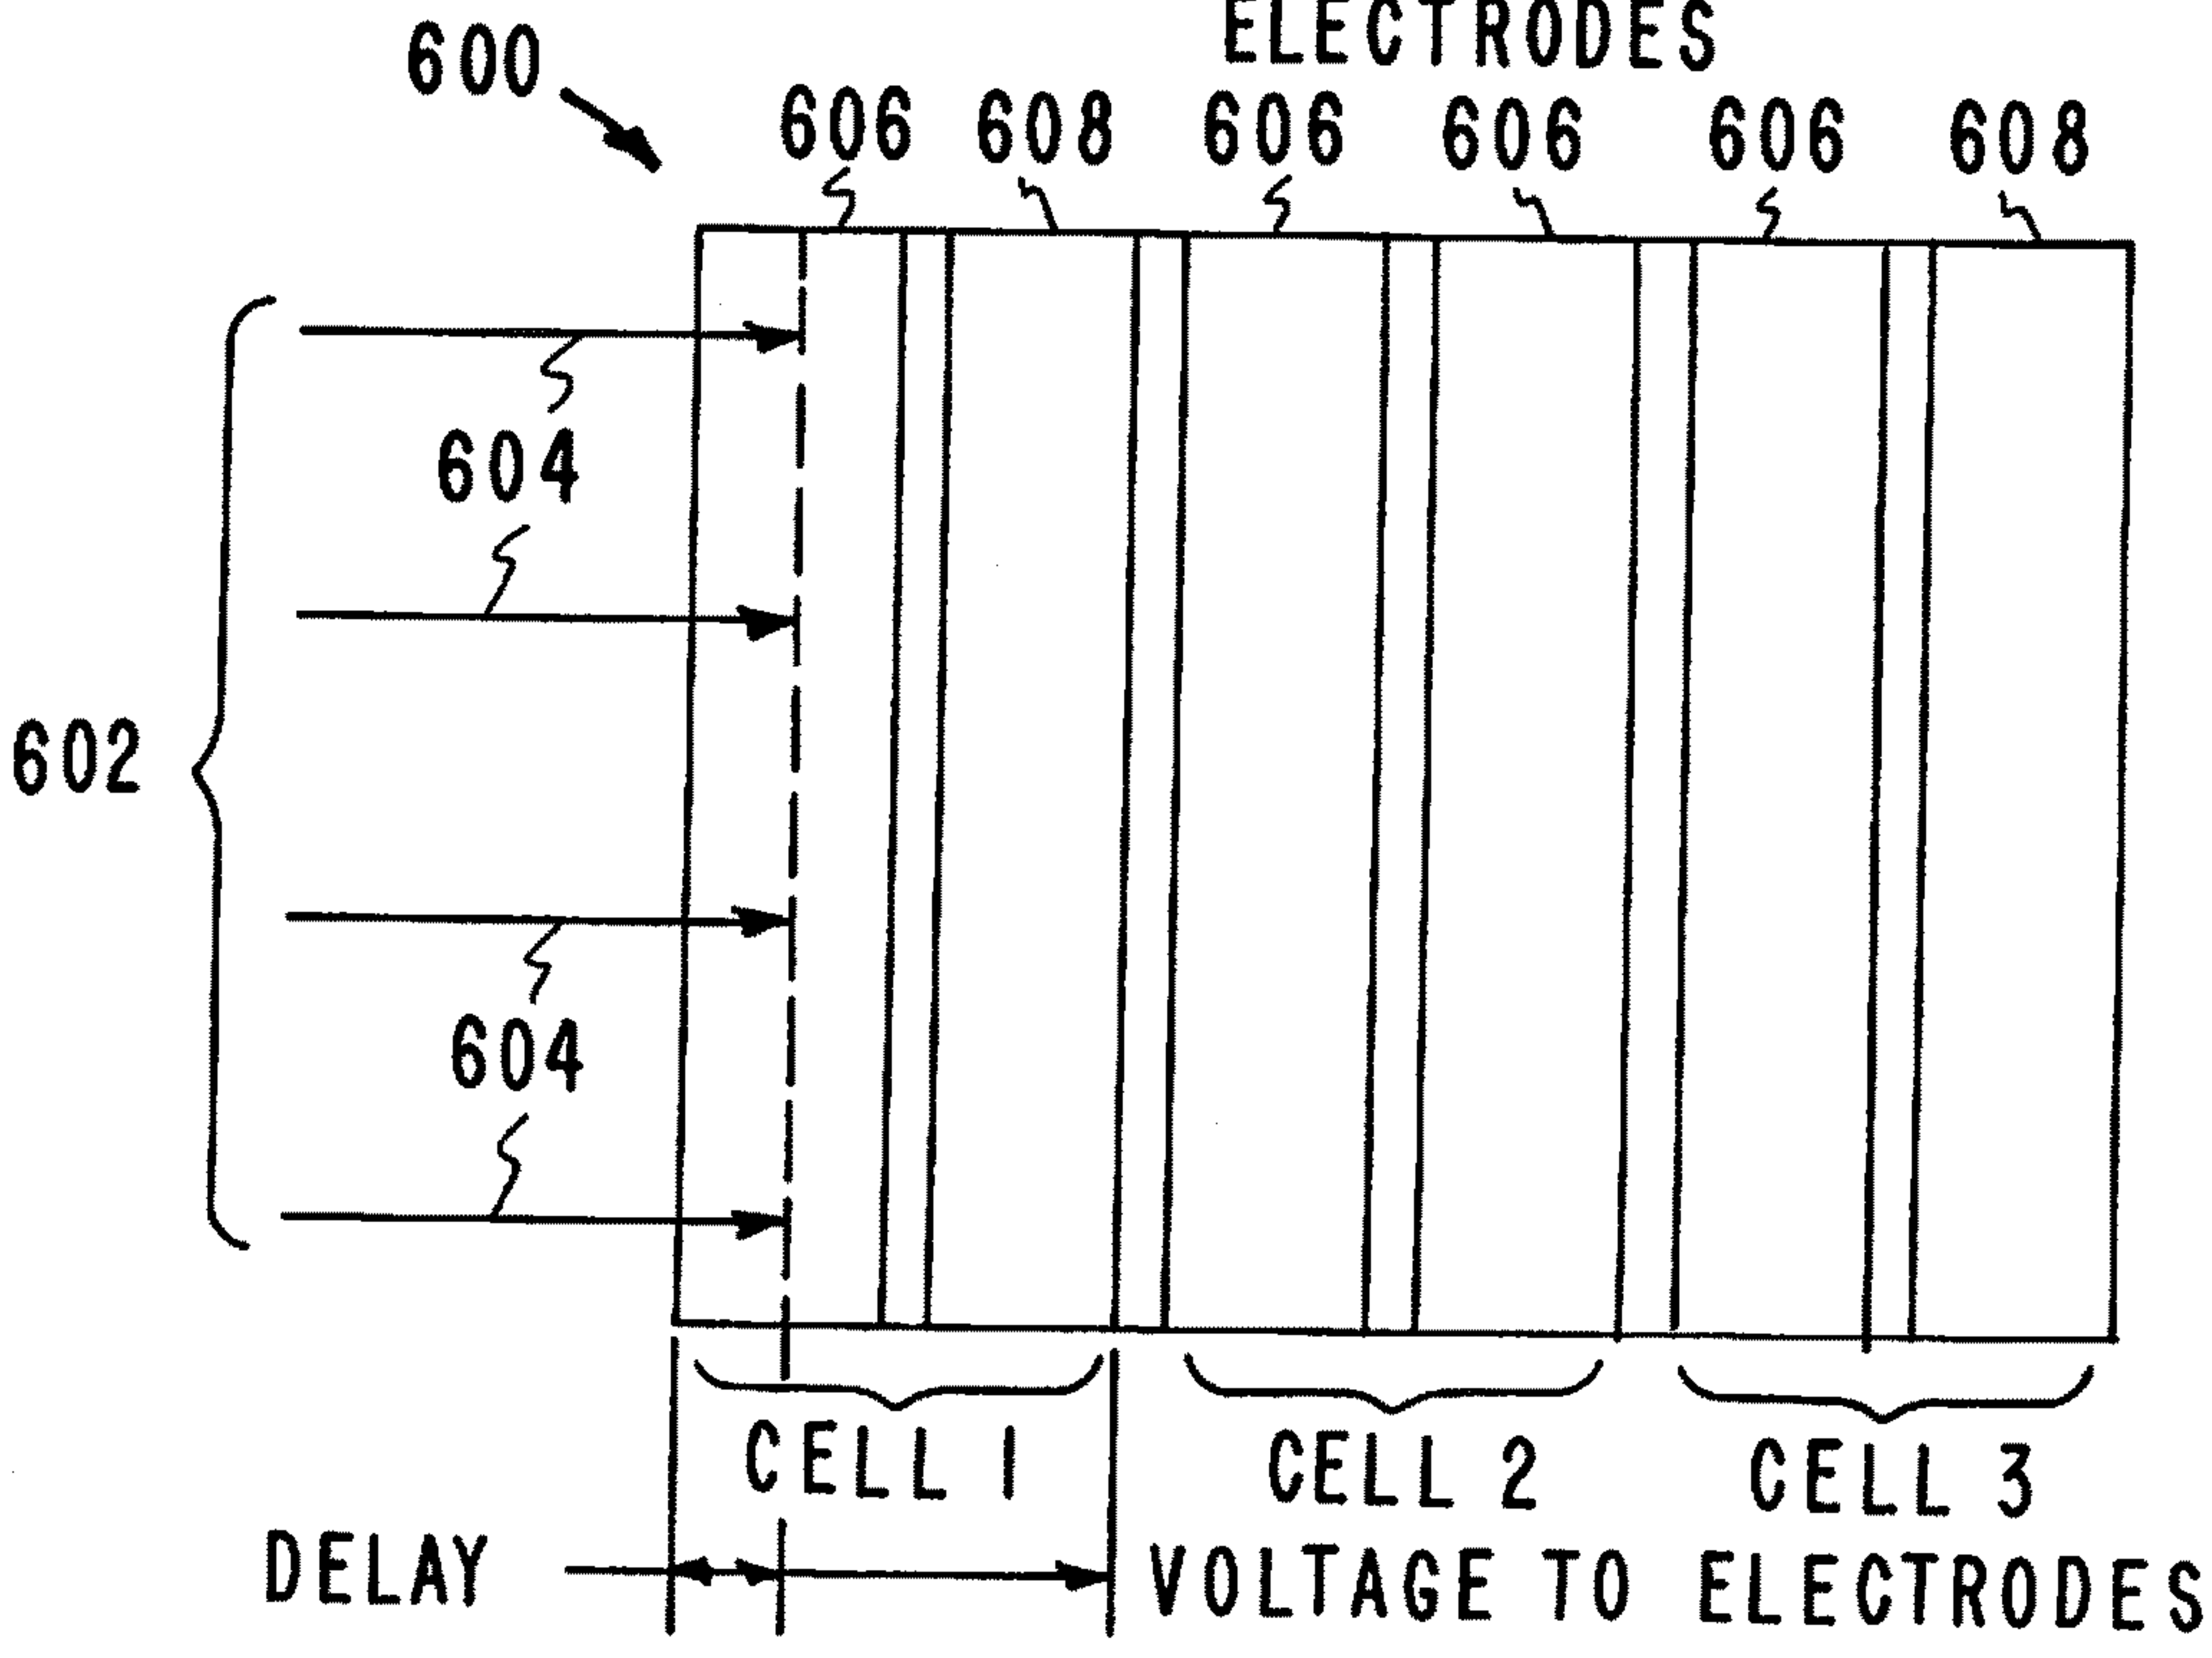 ELECTRODES
600
606 608 606 606 606 608
604
602
604
CELL 1 CELL 2 CELL 3
DELAY VOLTAGE TO ELECTRODES